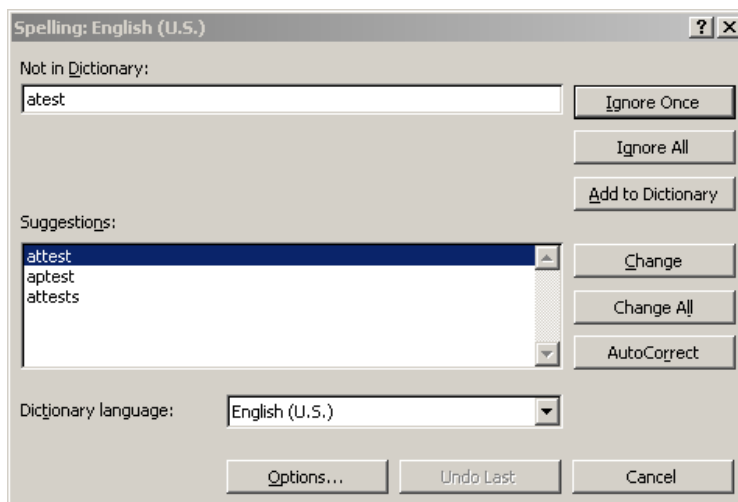 Spelling: English (U.S.)
Not in Dictionary:
atest
Ignore Once
Ignore All
Add to Dictionary
Suggestions:
attest
aptest
attests
Change
Change All
AutoCorrect
Dictionary language:
English (U.S.)
Options...
Undo Last
Cancel